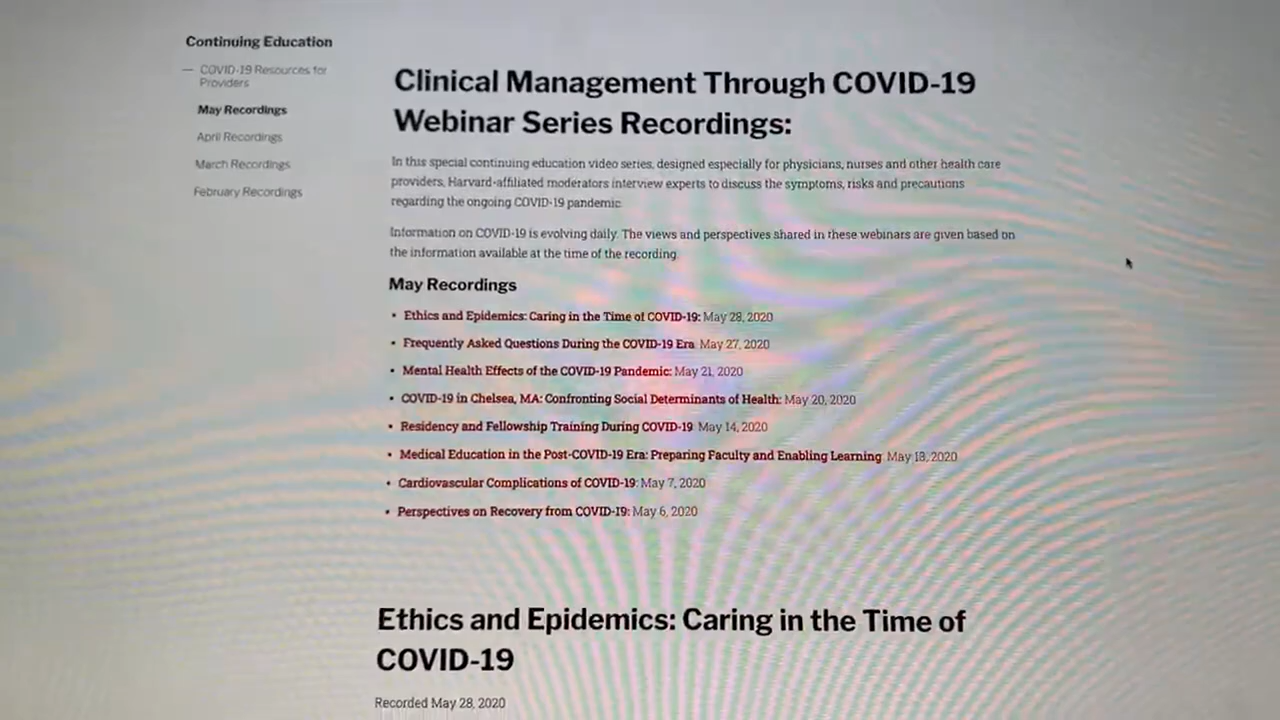 Continuing Education
— COVID-19 Resources for
Providers
May Recordings
April Recordings
March Recordings
February Recordings
Clinical Management Through COVID-19
Webinar Series Recordings:
In this special continuing education video series, designed especially for physicians, nurses and other health care
providers, Harvard-affiliated moderators interview experts to discuss the symptoms, risks and precautions
regarding the ongoing COVID-19 pandemic.
Information on COVID-19 is evolving daily. The views and perspectives shared in these webinars are given based on
the information available at the time of the recording.
May Recordings
• Ethics and Epidemics: Caring in the Time of COVID-19: May 28, 2020
• Frequently Asked Questions During the COVID-19 Era: May 27, 2020
• Mental Health Effects of the COVID-19 Pandemic: May 21, 2020
• COVID-19 in Chelsea, MA: Confronting Social Determinants of Health: May 20, 2020
• Residency and Fellowship Training During COVID-19: May 14, 2020
• Medical Education in the Post-COVID-19 Era: Preparing Faculty and Enabling Learning: May 18, 2020
• Cardiovascular Complications of COVID-19: May 7, 2020
• Perspectives on Recovery from COVID-19: May 6, 2020
Ethics and Epidemics: Caring in the Time of
COVID-19
Recorded May 28, 2020